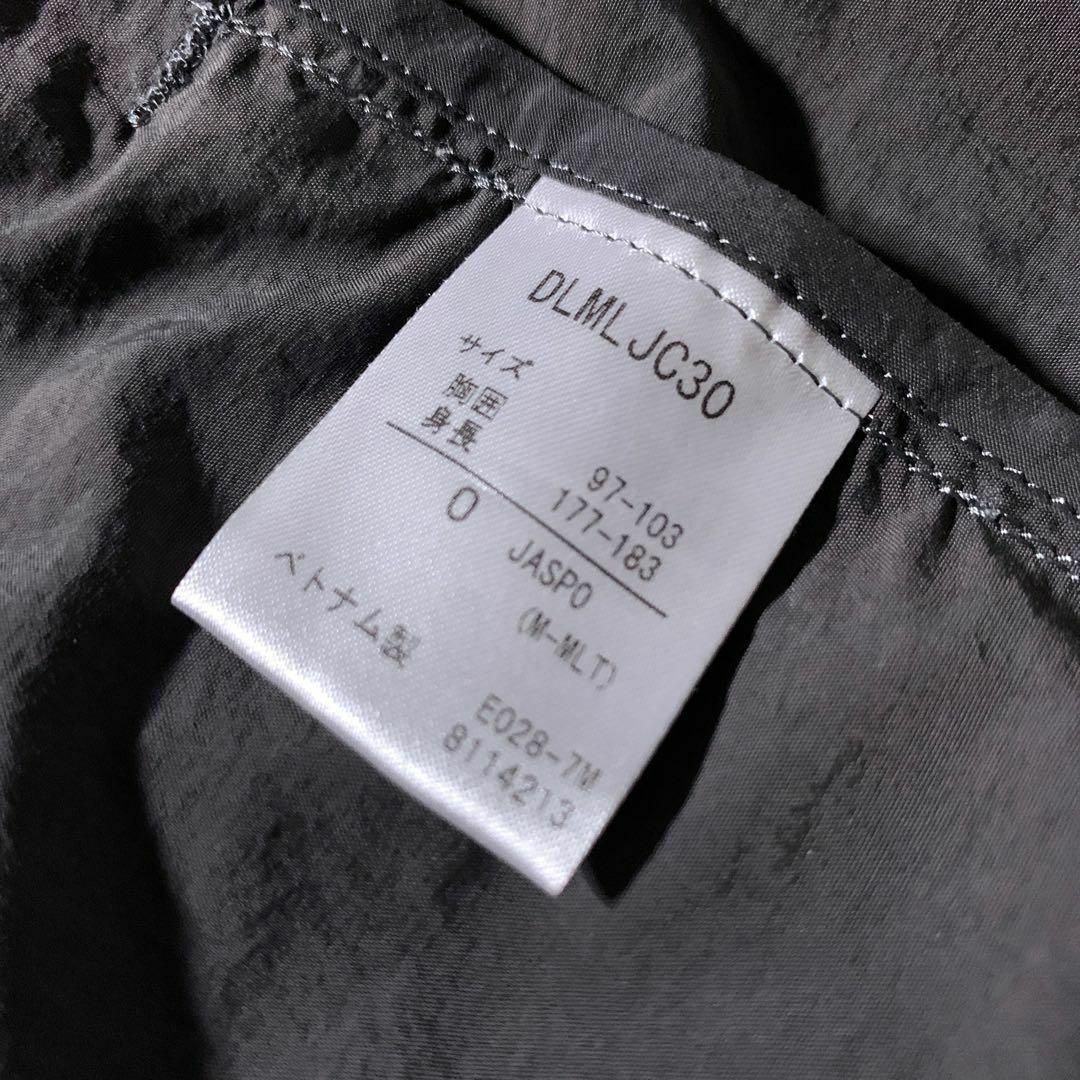 DLMLJC30
サイズ
胸囲 97-103
身長 177-183
O JASPO
(M-MLT)
ベトナム製
E028-7M
8114213